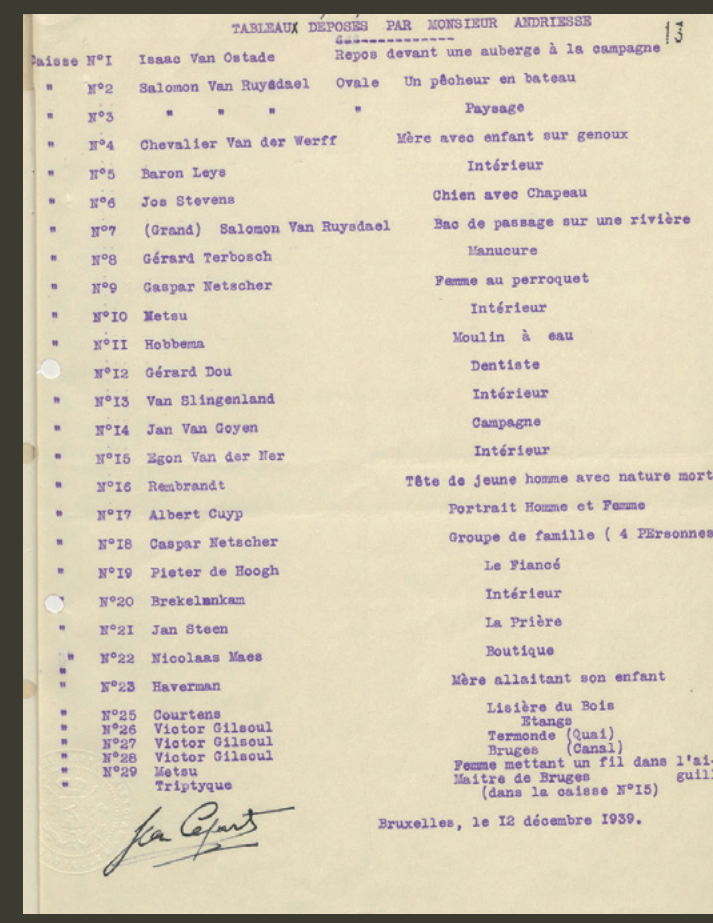 TABLEAUX DÉPOSÉS PAR MONSIEUR ANDRIESSE
13
Caisse N°I Isaac Van Ostade Repos devant une auberge à la campagne
" N°2 Salomon Van Ruysdael Ovale Un pêcheur en bateau
" N°3 " " " " Paysage
" N°4 Chevalier Van der Werff Mère avec enfant sur genoux
" N°5 Baron Leys Intérieur
" N°6 Jos Stevens Chien avec Chapeau
" N°7 (Grand) Salomon Van Ruysdael Bac de passage sur une rivière
" N°8 Gérard Terbosch Manucure
" N°9 Gaspar Netscher Femme au perroquet
" N°IO Metsu Intérieur
" N°II Hobbema Moulin à eau
N°I2 Gérard Dou Dentiste
" N°I3 Van Slingenland Intérieur
" N°I4 Jan Van Goyen Campagne
" N°I5 Egon Van der Ner Intérieur
" N°I6 Rembrandt Tête de jeune homme avec nature mort
" N°I7 Albert Cuyp Portrait Homme et Femme
" N°I8 Caspar Netscher Groupe de famille ( 4 PErsonnes
" N°I9 Pieter de Hoogh Le Fiancé
" N°20 Brekelankam Intérieur
" N°2I Jan Steen La Prière
" N°22 Nicolaas Maes Boutique
"
" N°23 Haverman Mère allaitant son enfant
" N°25 Courtens Lisière du Bois
" N°26 Victor Gilsoul Etangs
" N°27 Victor Gilsoul Termonde (Quai)
" N°28 Victor Gilsoul Bruges (Canal)
" N°29 Metsu Femme mettant un fil dans l'ai-
guill
" Triptyque Maitre de Bruges
(dans la caisse N°I5)
Bruxelles, le I2 décembre I939.